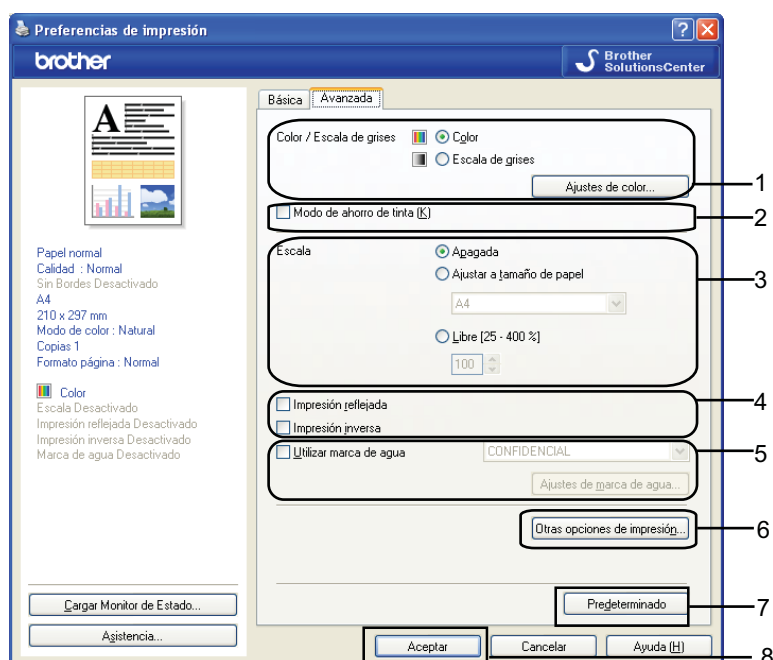 Preferencias de impresión
brother
Brother
SolutionsCenter
Básica
Avanzada
A
Color / Escala de grises
Color
Escala de grises
Ajustes de color...
1
Modo de ahorro de tinta (K)
2
Escala
Apagada
Ajustar a tamaño de papel
A4
Libre [25 - 400 %]
100
3
Impresión reflejada
Impresión inversa
4
Utilizar marca de agua
CONFIDENCIAL
Ajustes de marca de agua...
5
Otras opciones de impresión...
6
Predeterminado
7
Papel normal
Calidad : Normal
Sin Bordes Desactivado
A4
210 x 297 mm
Modo de color : Natural
Copias 1
Formato página : Normal
Color
Escala Desactivado
Impresión reflejada Desactivado
Impresión inversa Desactivado
Marca de agua Desactivado
Cargar Monitor de Estado...
Asistencia...
Aceptar
Cancelar
Ayuda (H)
8